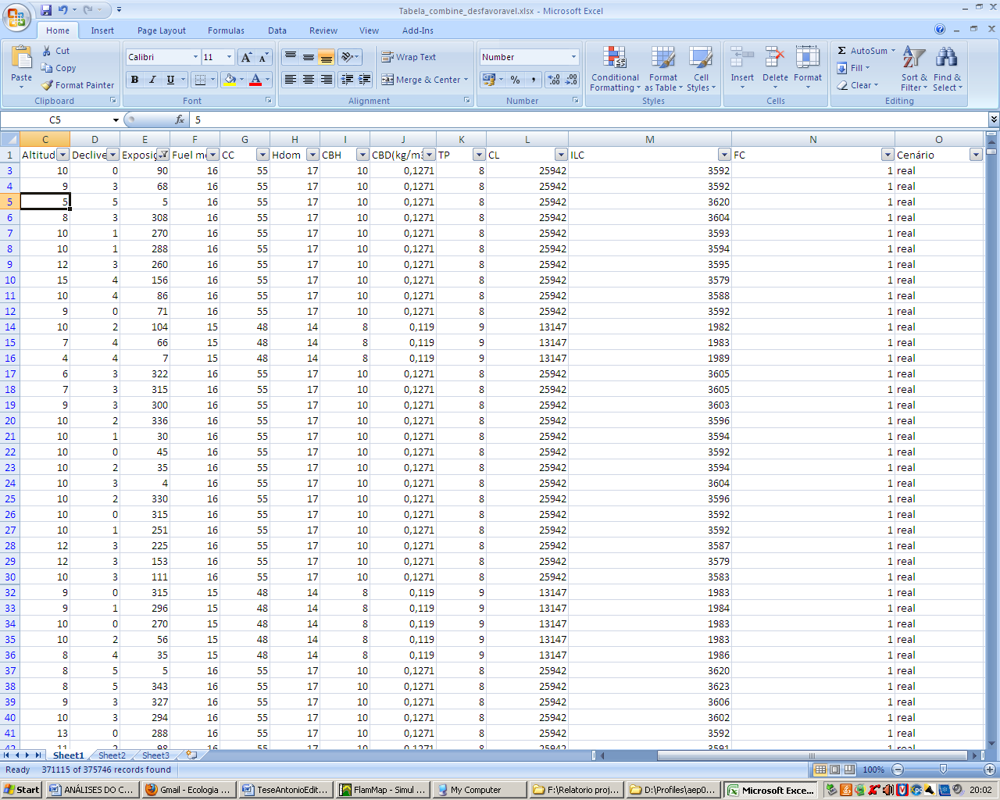 Tabela_combine_desfavoravel.xlsx - Microsoft Excel
Home Insert Page Layout Formulas Data Review View Add-Ins
Paste Cut Copy Format Painter Clipboard
Calibri 11 B I U A A A Font
Wrap Text Merge & Center Alignment
Number % Number
Conditional Formatting Format as Table Cell Styles Styles
Insert Delete Format Cells
Σ AutoSum Fill Clear Sort & Filter Find & Select Editing
C5 fx 5
C D E F G H I J K L M N O
1 Altitud Declive Exposiç Fuel mo CC Hdom CBH CBD(kg/m3 TP CL ILC FC Cenário
3 10 0 90 16 55 17 10 0,1271 8 25942 3592 1 real
4 9 3 68 16 55 17 10 0,1271 8 25942 3592 1 real
5 5 5 5 16 55 17 10 0,1271 8 25942 3620 1 real
6 8 3 308 16 55 17 10 0,1271 8 25942 3604 1 real
7 10 1 270 16 55 17 10 0,1271 8 25942 3593 1 real
8 10 1 288 16 55 17 10 0,1271 8 25942 3594 1 real
9 12 3 260 16 55 17 10 0,1271 8 25942 3595 1 real
10 15 4 156 16 55 17 10 0,1271 8 25942 3579 1 real
11 10 4 86 16 55 17 10 0,1271 8 25942 3588 1 real
12 9 0 71 16 55 17 10 0,1271 8 25942 3592 1 real
14 10 2 104 15 48 14 8 0,119 9 13147 1982 1 real
15 7 4 66 15 48 14 8 0,119 9 13147 1983 1 real
16 4 4 7 15 48 14 8 0,119 9 13147 1989 1 real
17 6 3 322 16 55 17 10 0,1271 8 25942 3605 1 real
18 7 3 315 16 55 17 10 0,1271 8 25942 3605 1 real
19 9 3 300 16 55 17 10 0,1271 8 25942 3603 1 real
20 10 2 336 16 55 17 10 0,1271 8 25942 3596 1 real
21 10 1 30 16 55 17 10 0,1271 8 25942 3594 1 real
22 10 0 45 16 55 17 10 0,1271 8 25942 3592 1 real
23 10 2 35 16 55 17 10 0,1271 8 25942 3594 1 real
24 10 3 4 16 55 17 10 0,1271 8 25942 3604 1 real
25 10 2 330 16 55 17 10 0,1271 8 25942 3596 1 real
26 10 0 315 16 55 17 10 0,1271 8 25942 3592 1 real
27 10 1 251 16 55 17 10 0,1271 8 25942 3592 1 real
28 12 3 225 16 55 17 10 0,1271 8 25942 3587 1 real
29 12 3 153 16 55 17 10 0,1271 8 25942 3579 1 real
30 10 3 111 16 55 17 10 0,1271 8 25942 3583 1 real
32 9 0 315 15 48 14 8 0,119 9 13147 1983 1 real
33 9 1 296 15 48 14 8 0,119 9 13147 1984 1 real
34 10 0 270 15 48 14 8 0,119 9 13147 1983 1 real
35 10 2 56 15 48 14 8 0,119 9 13147 1983 1 real
36 8 4 35 15 48 14 8 0,119 9 13147 1986 1 real
37 8 5 5 16 55 17 10 0,1271 8 25942 3620 1 real
38 8 5 343 16 55 17 10 0,1271 8 25942 3623 1 real
39 9 3 327 16 55 17 10 0,1271 8 25942 3606 1 real
40 10 3 294 16 55 17 10 0,1271 8 25942 3602 1 real
41 13 0 288 16 55 17 10 0,1271 8 25942 3592 1 real
42 11 2 98 16 55 17 10 0,1271 8 25942 3591 1 real
Sheet1 Sheet2 Sheet3
Ready 371115 of 375746 records found 100%
Start ANÁLISES DO C... Gmail - Ecologia ... TeseAntonioEdit... FlamMap - Simul ... My Computer F:\Relatorio proj... D:\Profiles\aep0... Microsoft Exce... 20:02